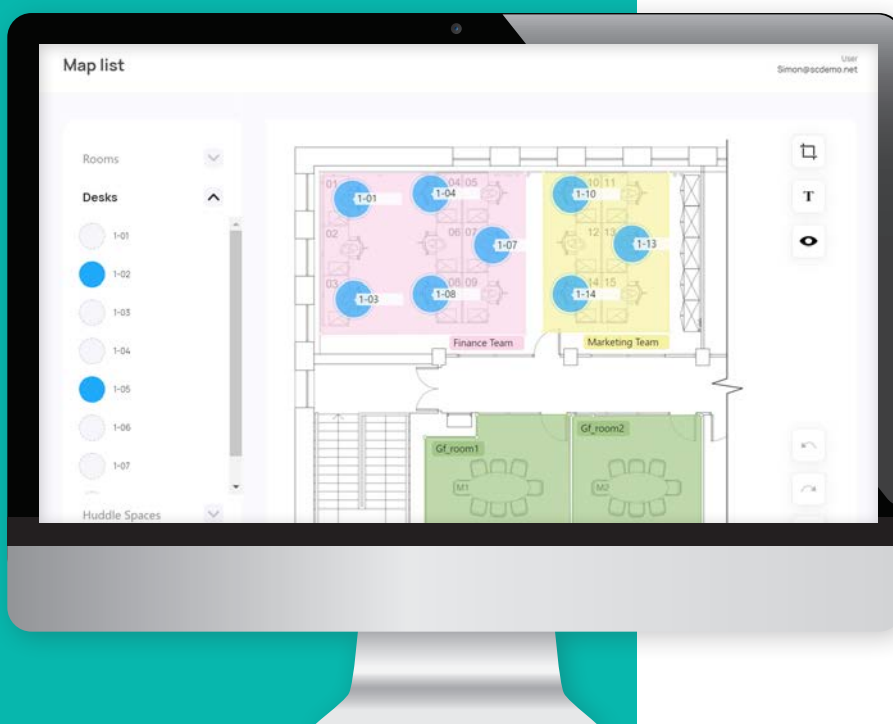 Map list
User
Simon@scdemo.net
Rooms
Desks
1-01
1-02
1-03
1-04
1-05
1-06
1-07
Huddle Spaces
01
1-01
04 05
1-04
02
06 07
1-07
03
1-03
08 09
1-08
10 11
1-10
12 13
1-13
14 15
1-14
Finance Team
Marketing Team
T
Gf_room1
Gf_room2
M1
M2